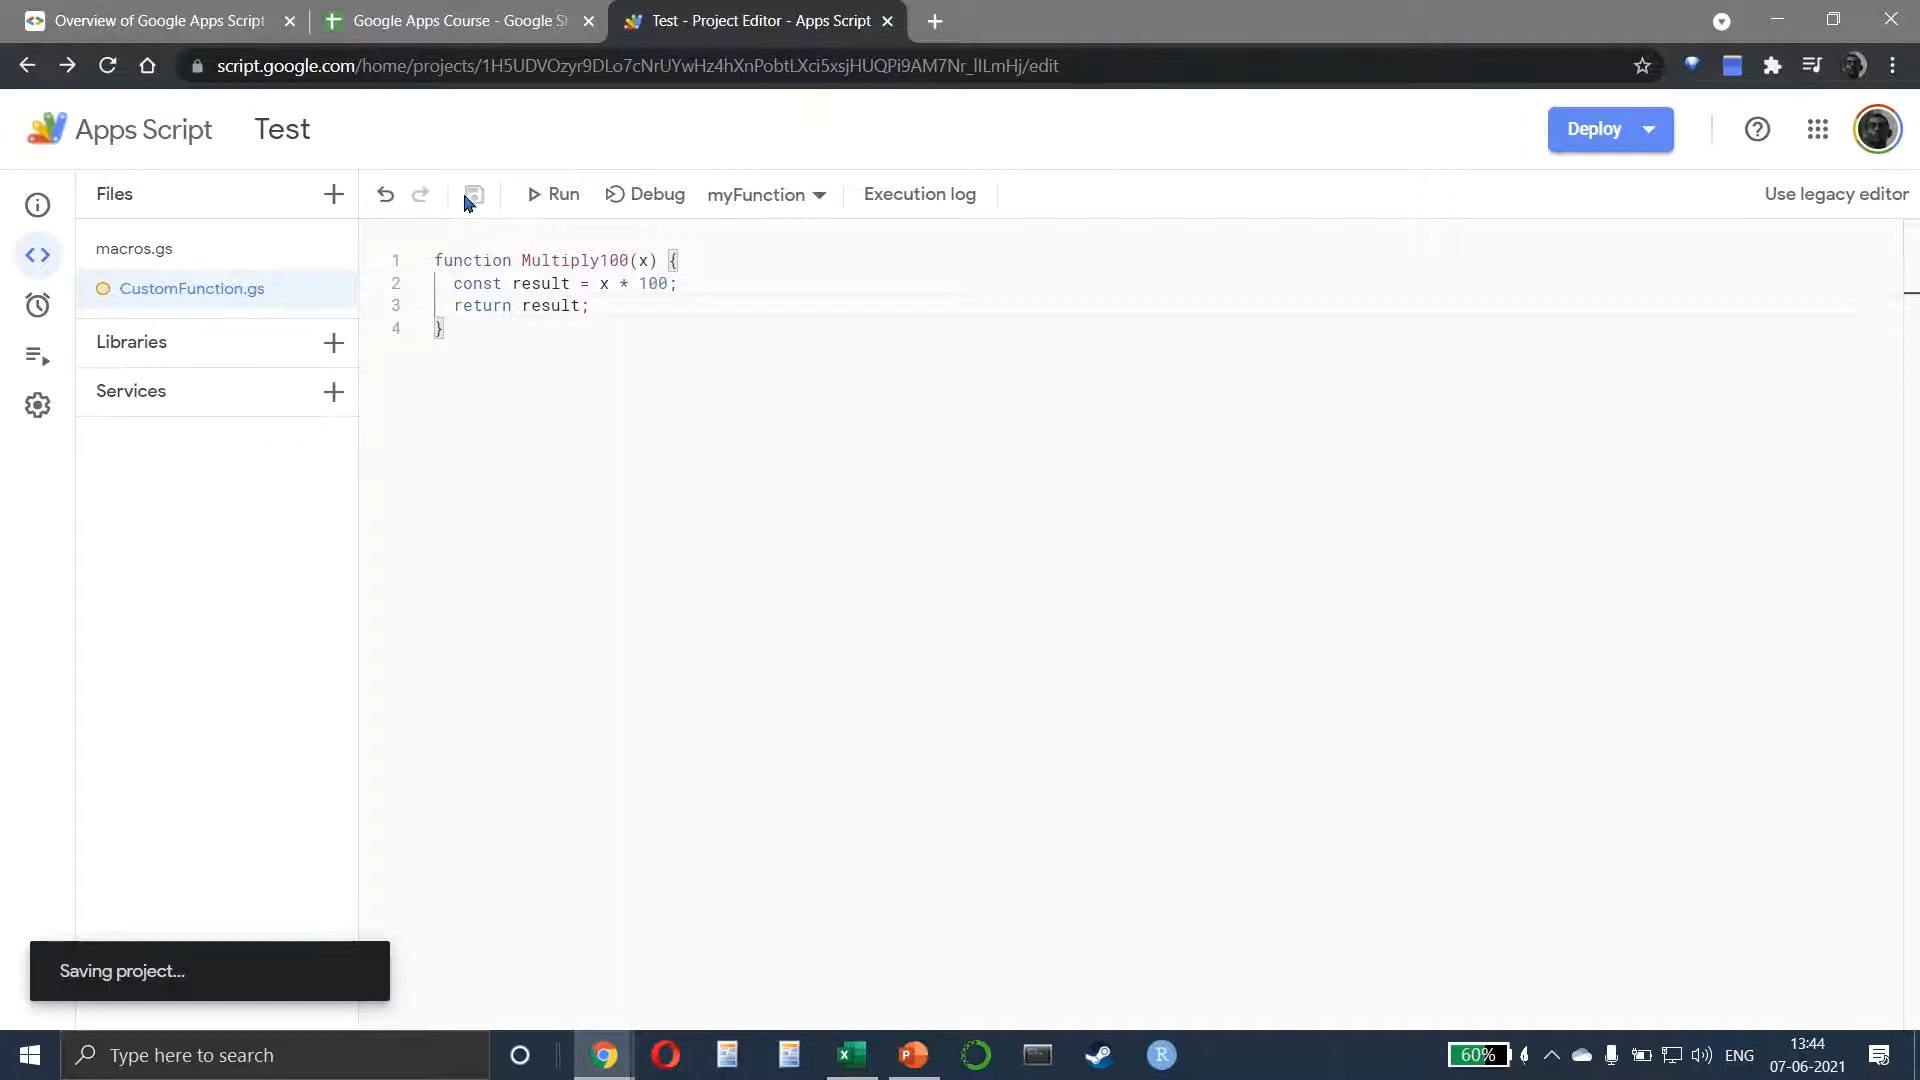 Overview of Google Apps Script
Google Apps Course - Google Sh
Test - Project Editor - Apps Script
script.google.com/home/projects/1H5UDVOzyr9DLo7cNrUYwHz4hXnPobtLXci5xsjHUQPi9AM7Nr_lILmHj/edit
Apps Script
Test
Deploy
Files
Run
Debug
myFunction
Execution log
Use legacy editor
macros.gs
CustomFunction.gs
Libraries
Services
1 function Multiply100(x) {
2 const result = x * 100;
3 return result;
4 }
Saving project...
Type here to search
60%
ENG
13:44
07-06-2021